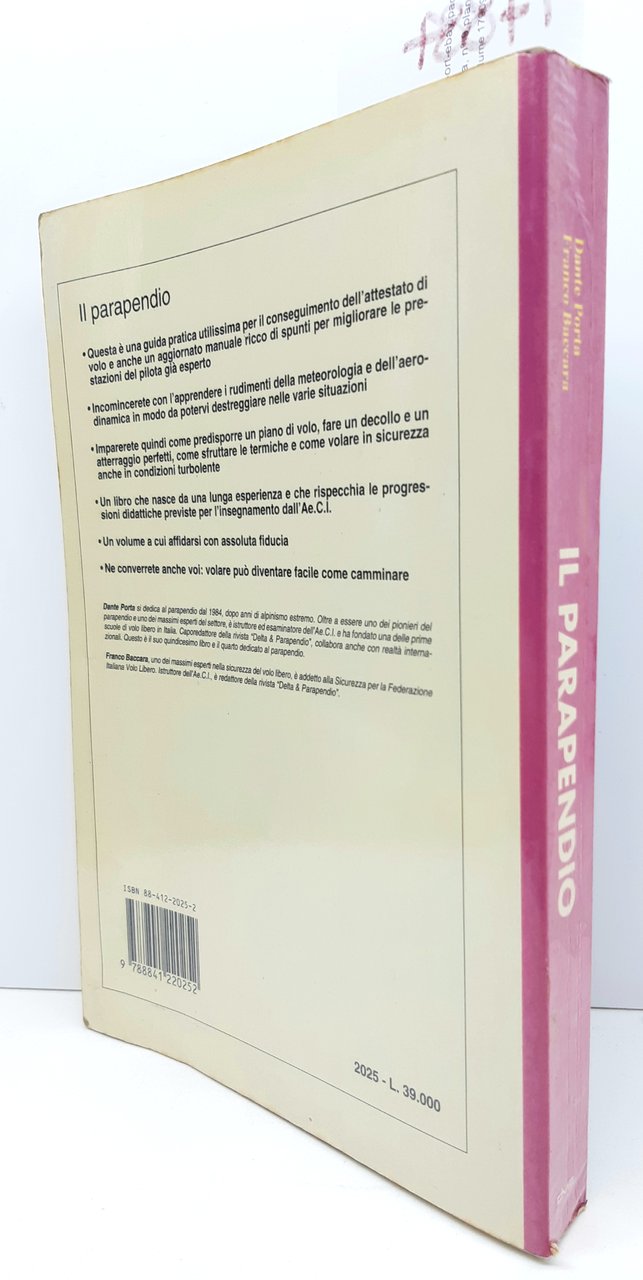 Il parapendio
• Questa è una guida pratica utilissima per il conseguimento dell'attestato di
volo e anche un aggiornato manuale ricco di spunti per migliorare le pre-
stazioni del pilota già esperto
• Incomincerete con l'apprendere i rudimenti della meteorologia e dell'aero-
dinamica in modo da potervi destreggiare nelle varie situazioni
• Imparerete quindi come predisporre un piano di volo, fare un decollo e un
atterraggio perfetti, come sfruttare le termiche e come volare in sicurezza
anche in condizioni turbolente
• Un libro che nasce da una lunga esperienza e che rispecchia le progres-
sioni didattiche previste per l'insegnamento dall'Ae.C.I.
• Un volume a cui affidarsi con assoluta fiducia
• Ne converrete anche voi: volare può diventare facile come camminare
Dante Porta si dedica al parapendio dal 1984, dopo anni di alpinismo estremo. Oltre a essere uno dei pionieri del
parapendio e uno dei massimi esperti del settore, è istruttore ed esaminatore dell'Ae.C.I. e ha fondato una delle prime
scuole di volo libero in Italia. Caporedattore della rivista "Delta & Parapendio", collabora anche con realtà interna-
zionali. Questo è il suo quindicesimo libro e il quarto dedicato al parapendio.
Franco Baccara, uno dei massimi esperti nella sicurezza del volo libero, è addetto alla Sicurezza per la Federazione
Italiana Volo Libero. Istruttore dell'Ae.C.I., è redattore della rivista "Delta & Parapendio".
ISBN 88-412-2025-2
9 788841 220252
2025 - L. 39.000
Dante Porta
Franco Baccara
IL PARAPENDIO